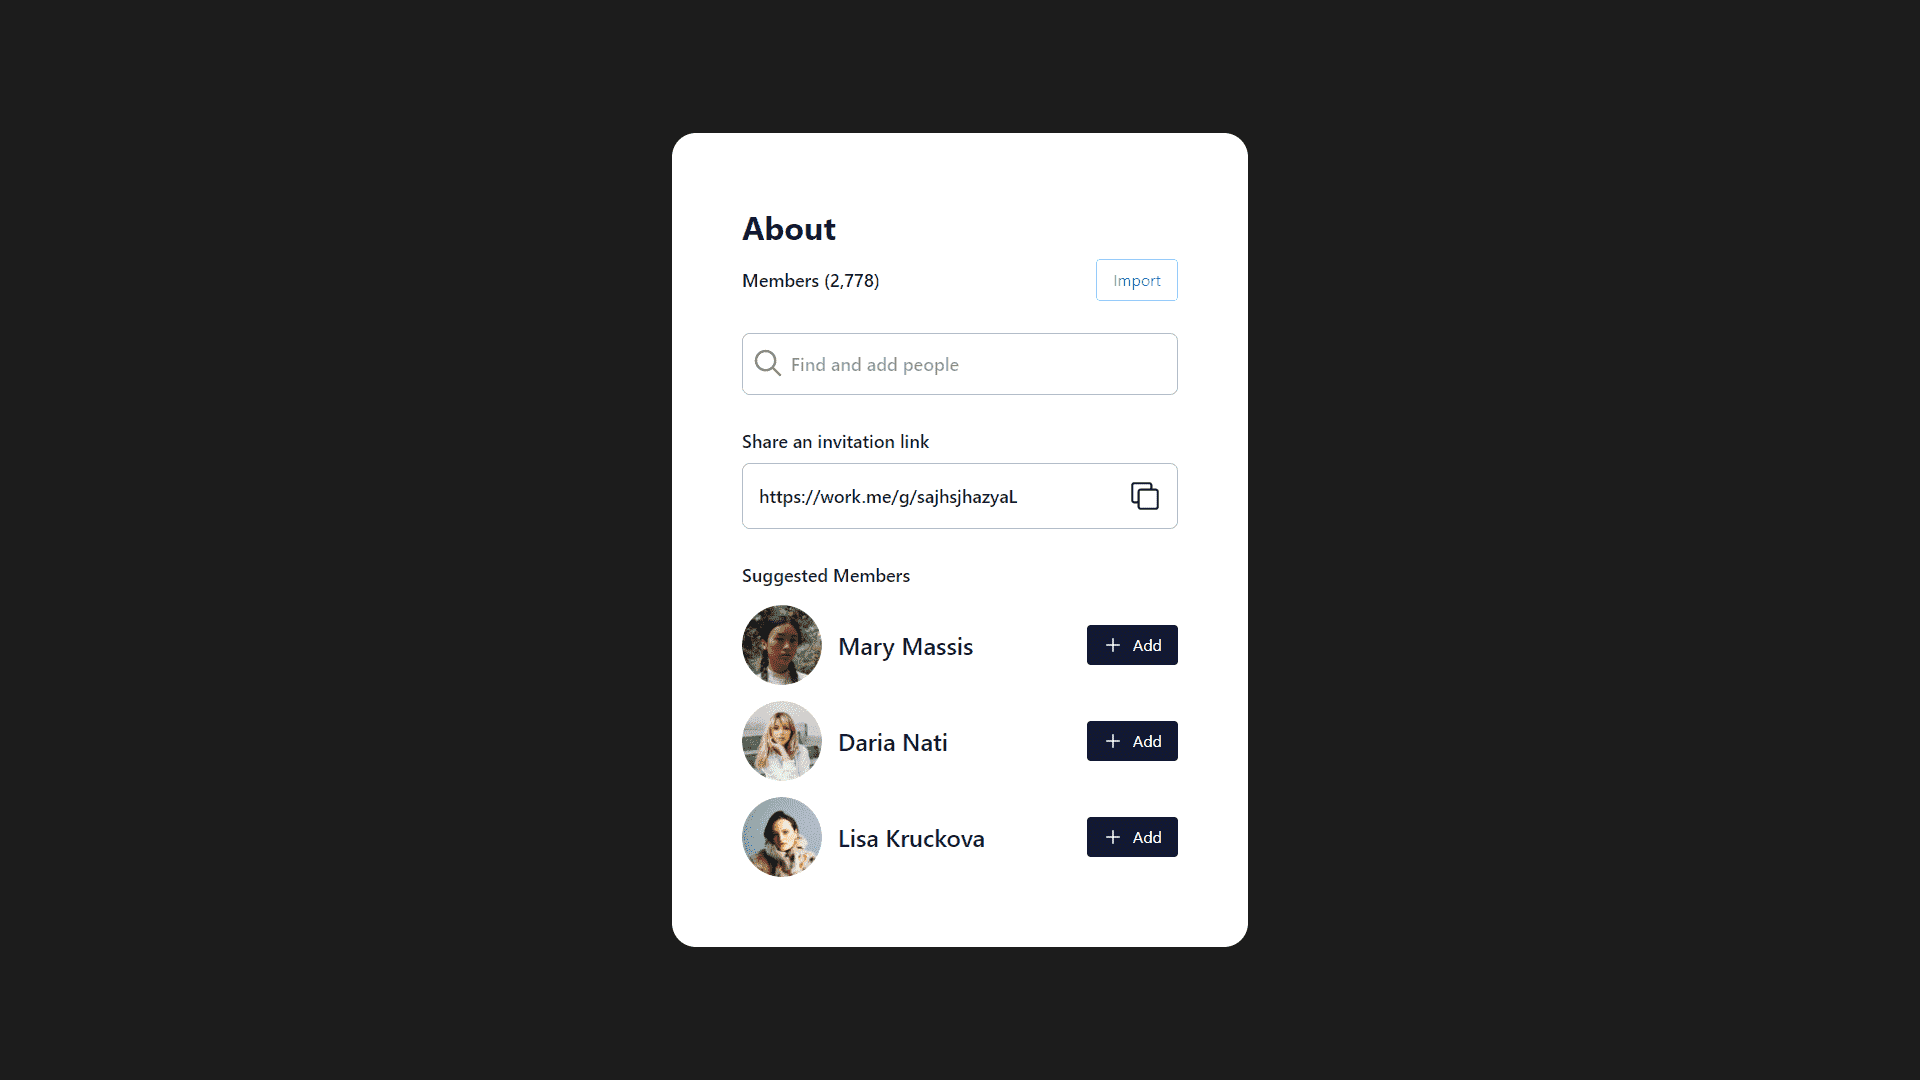 About
Members (2,778)
Import
Find and add people
Share an invitation link
https://work.me/g/sajhsjhazyaL
Suggested Members
Mary Massis
Add
Daria Nati
Add
Lisa Kruckova
Add